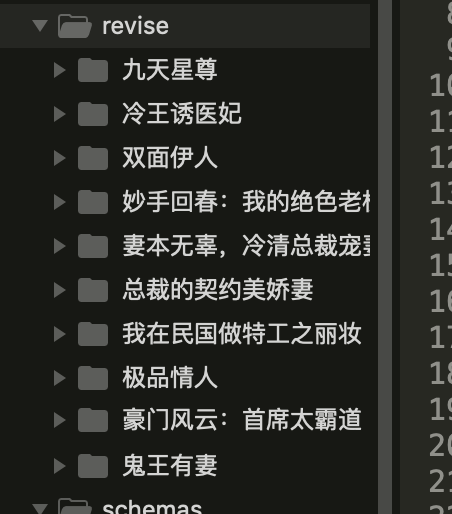 revise
九天星尊
10
冷王诱医妃
11
双面伊人
12
妙手回春：我的绝色老
13
妻本无辜，冷清总裁宠
14
15
总裁的契约美娇妻
16
我在民国做特工之丽妆
17
极品情人
18
豪门风云：首席太霸道
19
20
鬼王有妻
21
schemas